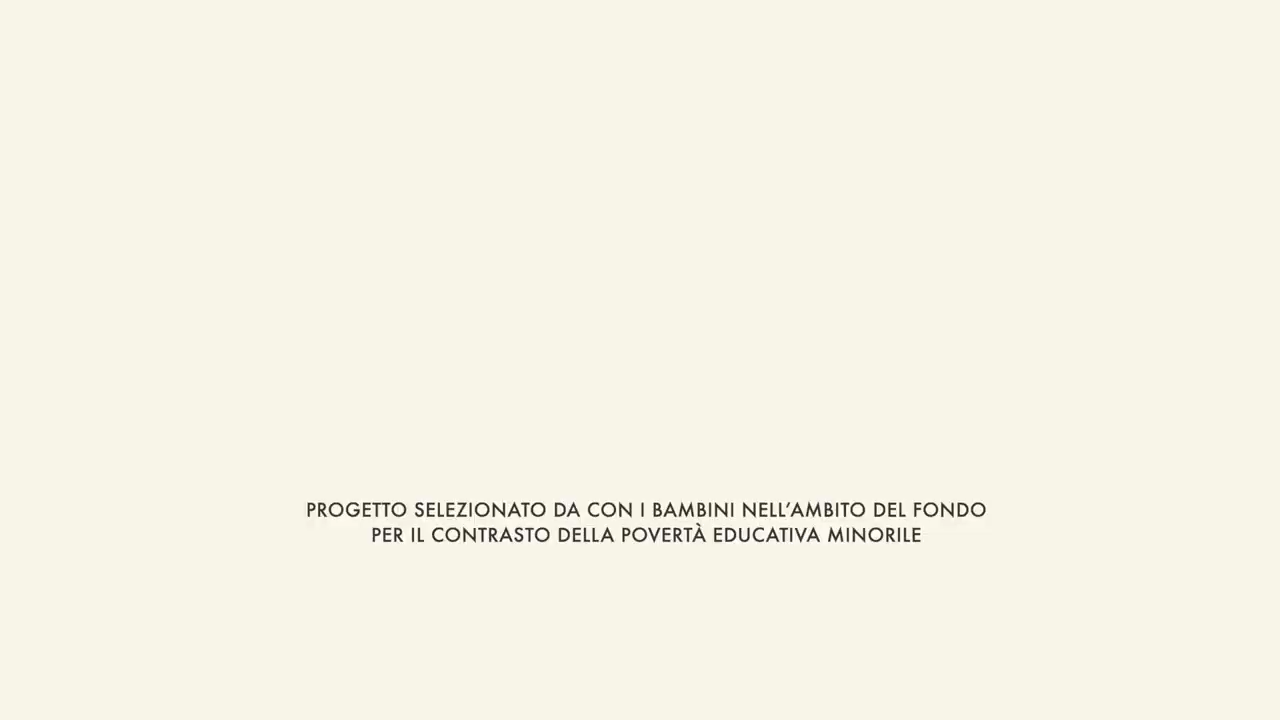 PROGETTO SELEZIONATO DA CON I BAMBINI NELL’AMBITO DEL FONDO
PER IL CONTRASTO DELLA POVERTÀ EDUCATIVA MINORILE